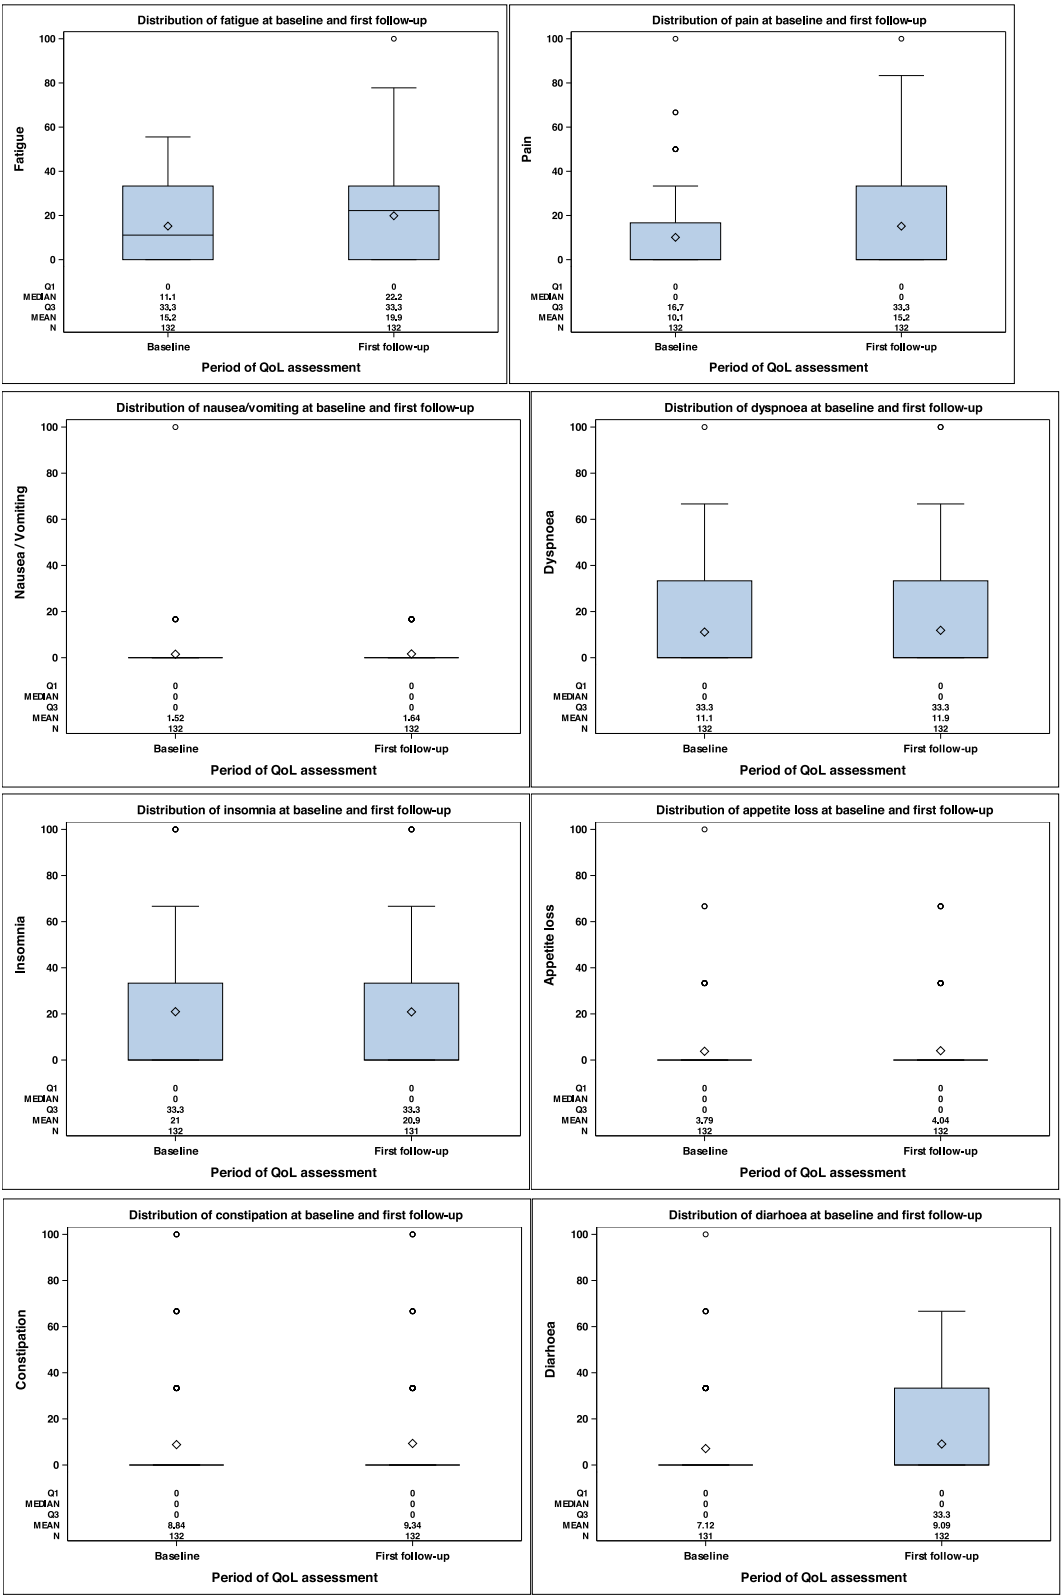 Distribution of fatigue at baseline and first follow-up
100
80
60
40
20
0
Fatigue
Q1 0 0
MEDIAN 11.1 22.2
Q3 33.3 33.3
MEAN 15.2 19.9
N 132 132
Baseline First follow-up
Period of QoL assessment
Distribution of pain at baseline and first follow-up
100
80
60
40
20
0
Pain
Q1 0 0
MEDIAN 0 0
Q3 16.7 33.3
MEAN 10.1 15.2
N 132 132
Baseline First follow-up
Period of QoL assessment
Distribution of nausea/vomiting at baseline and first follow-up
100
80
60
40
20
0
Nausea / Vomiting
Q1 0 0
MEDIAN 0 0
Q3 0 0
MEAN 1.52 1.64
N 132 132
Baseline First follow-up
Period of QoL assessment
Distribution of dyspnoea at baseline and first follow-up
100
80
60
40
20
0
Dyspnoea
Q1 0 0
MEDIAN 0 0
Q3 33.3 33.3
MEAN 11.1 11.9
N 132 132
Baseline First follow-up
Period of QoL assessment
Distribution of insomnia at baseline and first follow-up
100
80
60
40
20
0
Insomnia
Q1 0 0
MEDIAN 0 0
Q3 33.3 33.3
MEAN 21 20.9
N 132 131
Baseline First follow-up
Period of QoL assessment
Distribution of appetite loss at baseline and first follow-up
100
80
60
40
20
0
Appetite loss
Q1 0 0
MEDIAN 0 0
Q3 0 0
MEAN 3.79 4.04
N 132 132
Baseline First follow-up
Period of QoL assessment
Distribution of constipation at baseline and first follow-up
100
80
60
40
20
0
Constipation
Q1 0 0
MEDIAN 0 0
Q3 0 0
MEAN 8.84 9.34
N 132 132
Baseline First follow-up
Period of QoL assessment
Distribution of diarhoea at baseline and first follow-up
100
80
60
40
20
0
Diarhoea
Q1 0 0
MEDIAN 0 0
Q3 0 33.3
MEAN 7.12 9.09
N 131 132
Baseline First follow-up
Period of QoL assessment